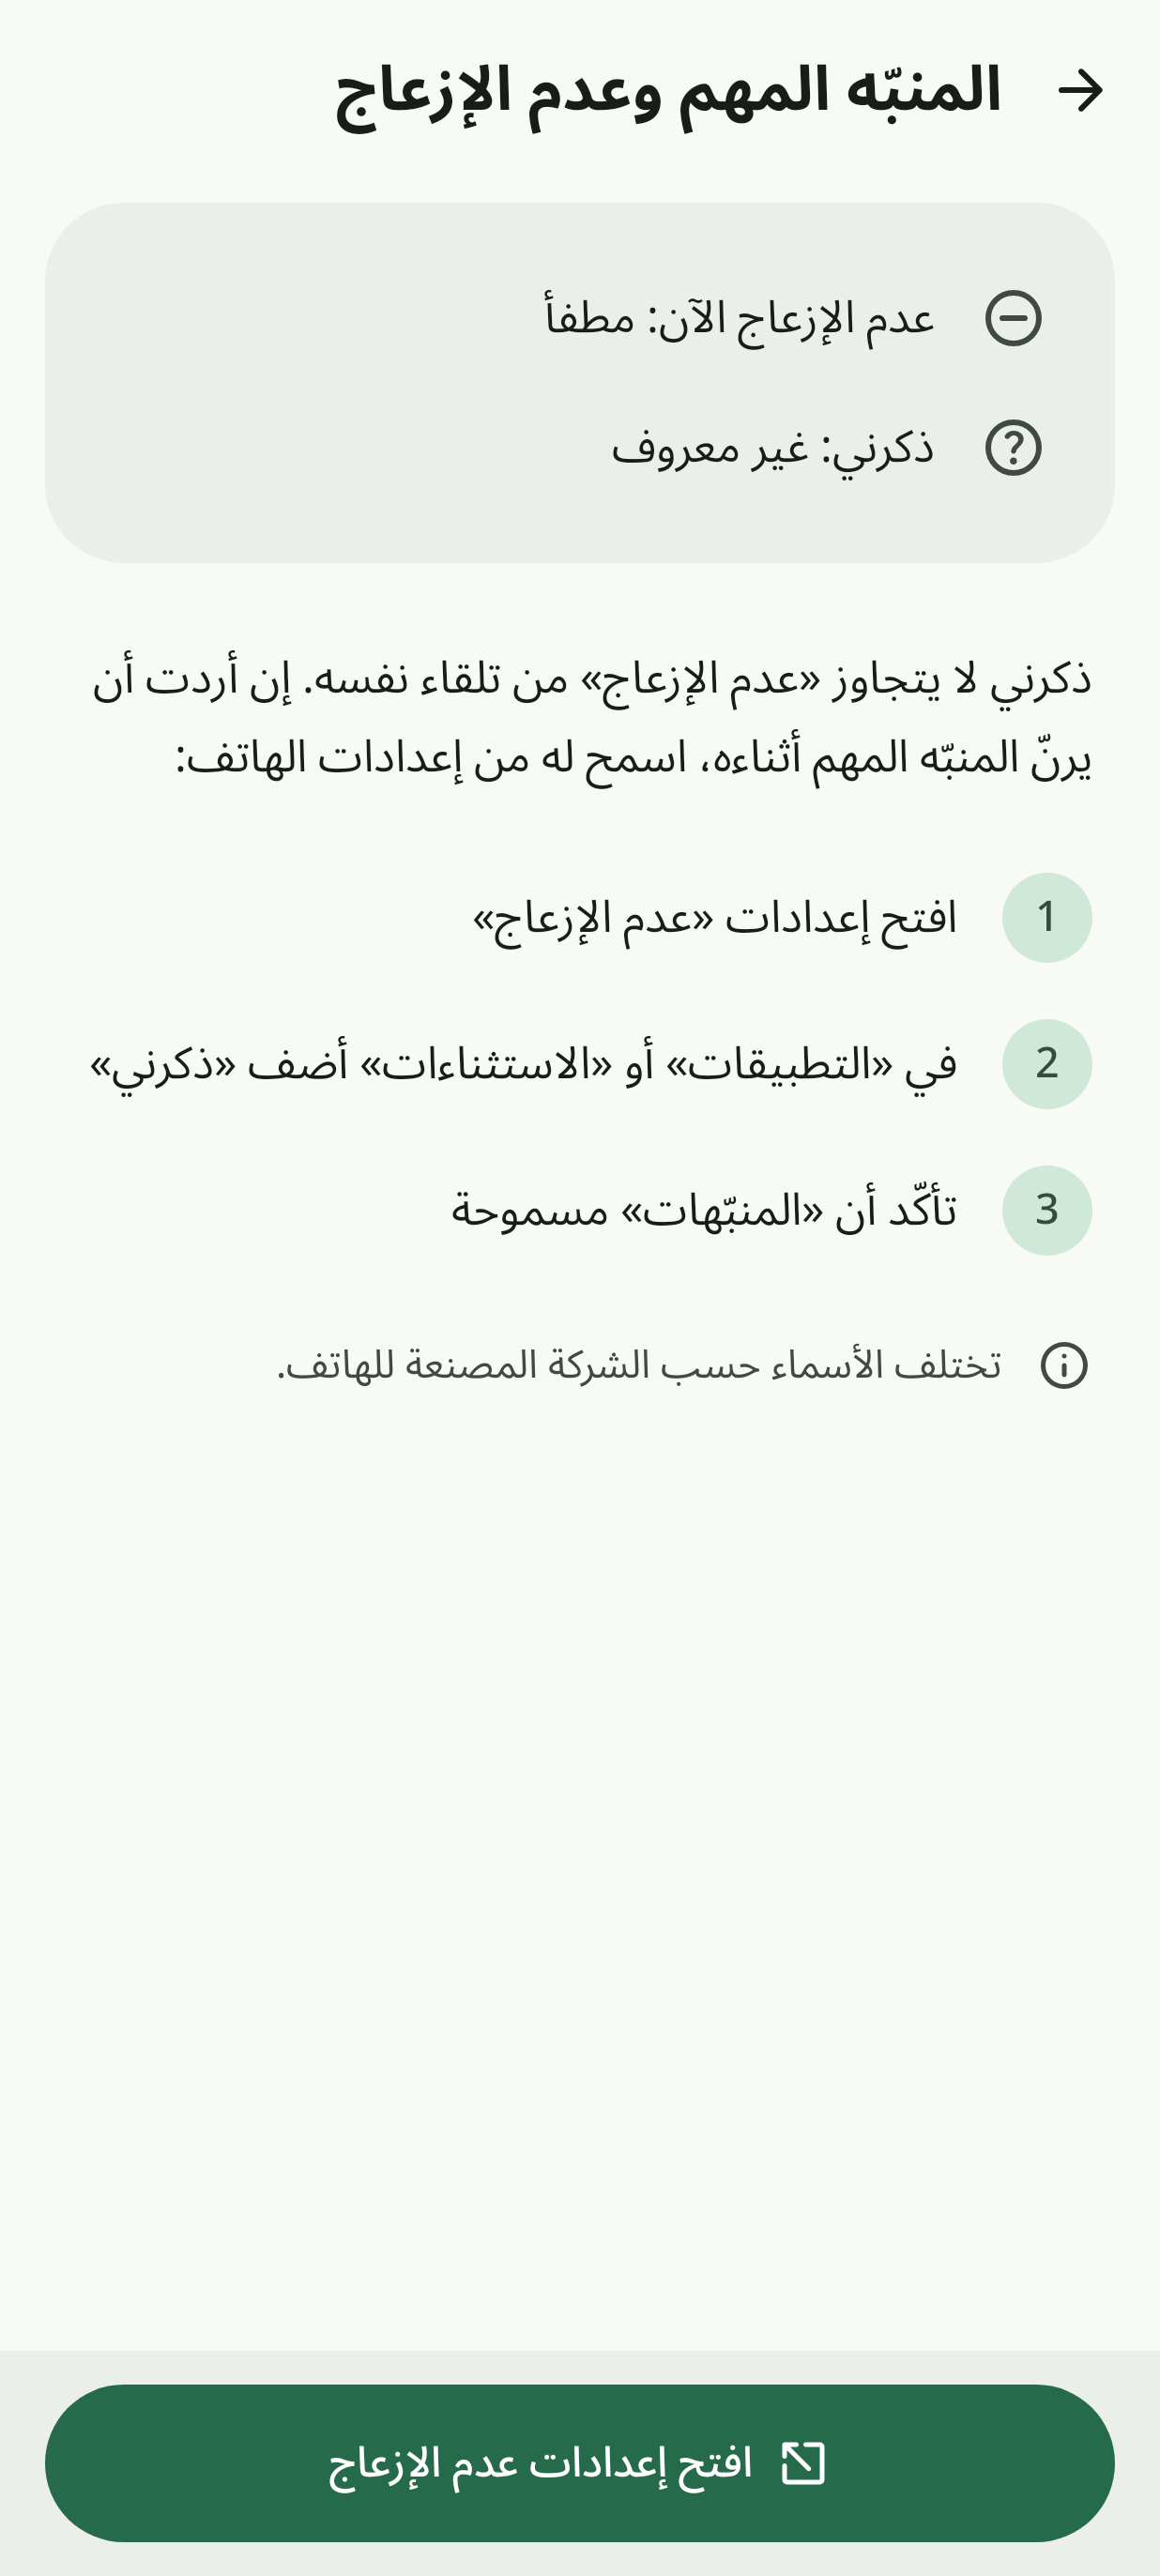 المنبّه المهم وعدم الإزعاج
عدم الإزعاج الآن: مطفأ
ذكرني: غير معروف
ذكرني لا يتجاوز «عدم الإزعاج» من تلقاء نفسه. إن أردت أن
يرنّ المنبّه المهم أثناءه، اسمح له من إعدادات الهاتف:
1 افتح إعدادات «عدم الإزعاج»
2 في «التطبيقات» أو «الاستثناءات» أضف «ذكرني»
3 تأكّد أن «المنبّهات» مسموحة
تختلف الأسماء حسب الشركة المصنعة للهاتف.
افتح إعدادات عدم الإزعاج